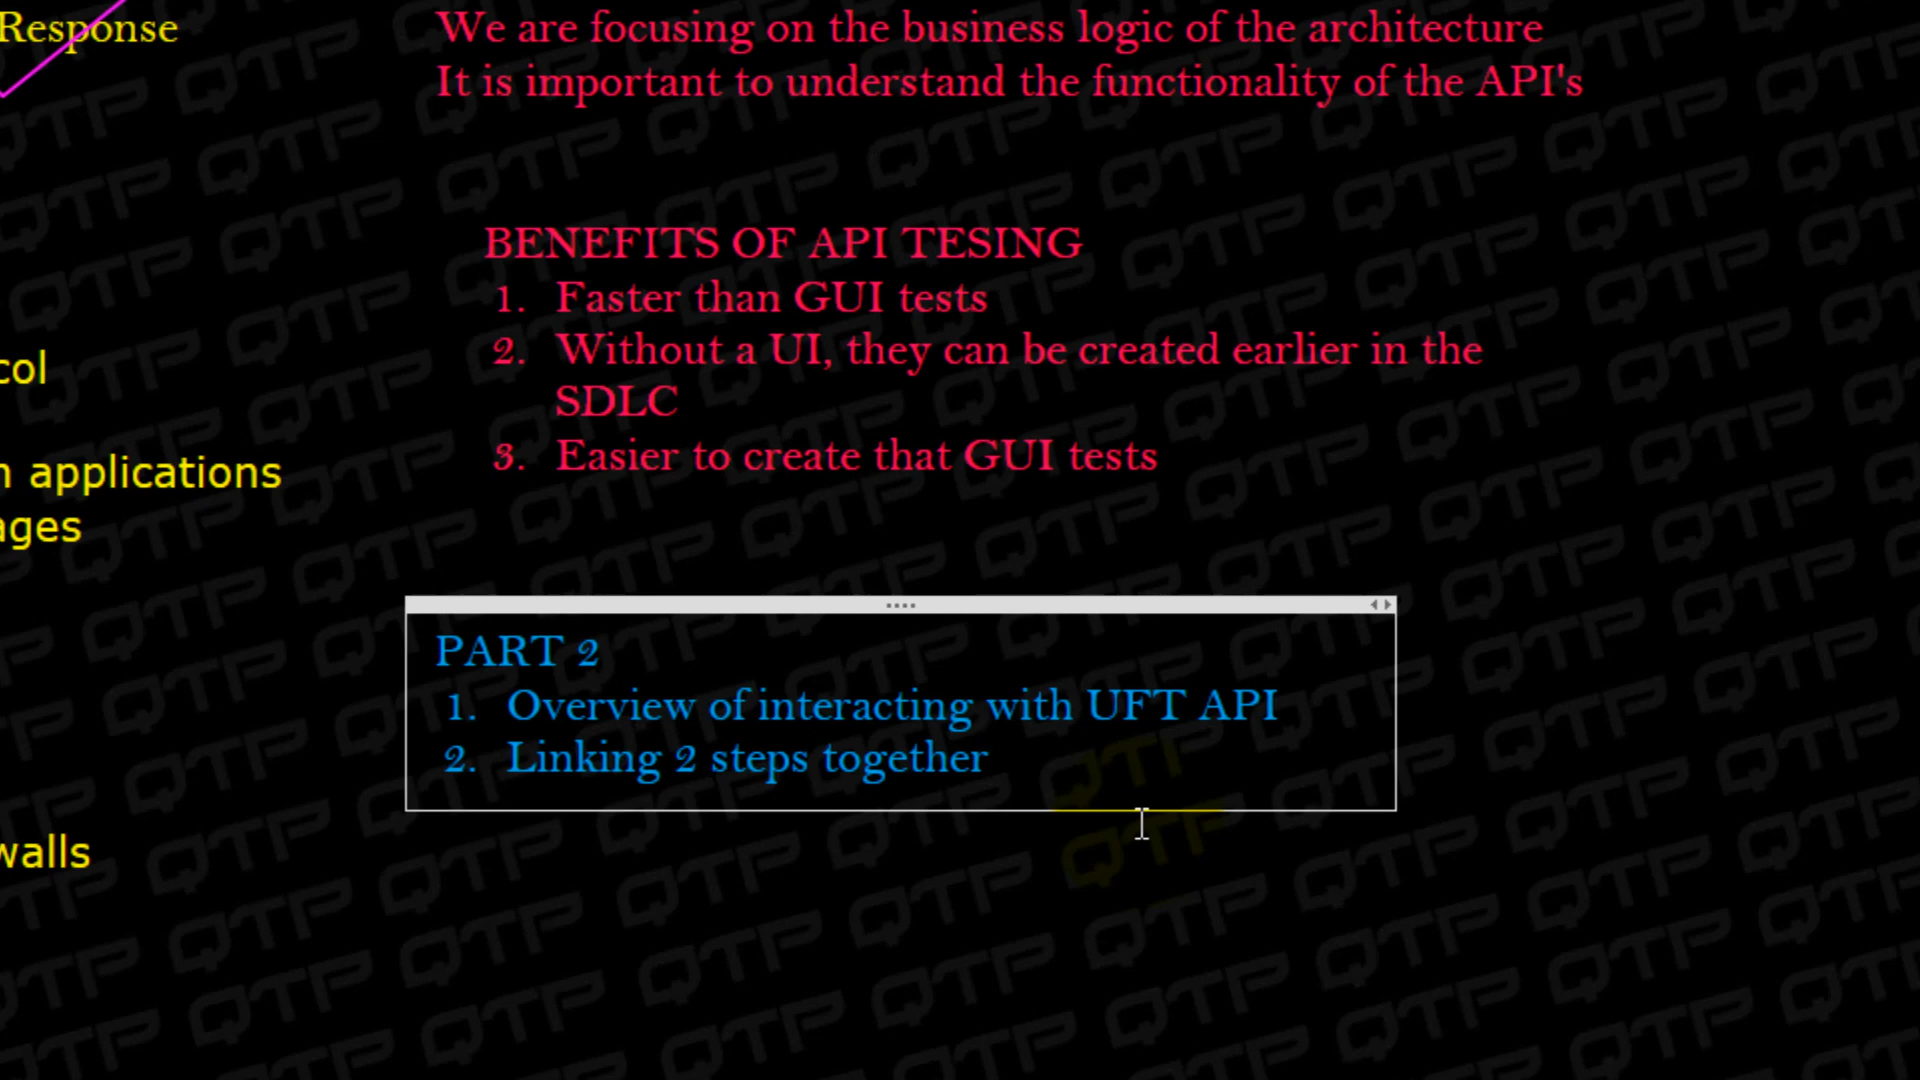 Response
We are focusing on the business logic of the architecture
It is important to understand the functionality of the API's
BENEFITS OF API TESING
1. Faster than GUI tests
2. Without a UI, they can be created earlier in the
SDLC
3. Easier to create that GUI tests
col
n applications
ages
PART 2
1. Overview of interacting with UFT API
2. Linking 2 steps together
walls